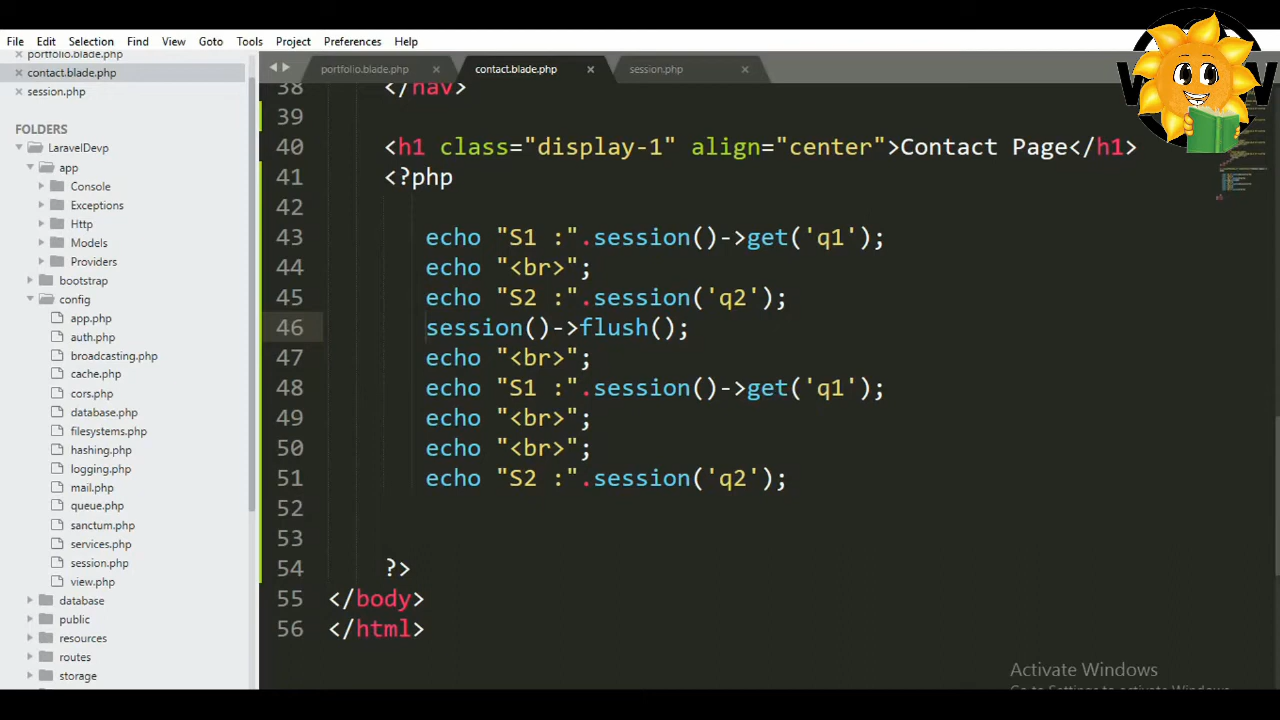 File Edit Selection Find View Goto Tools Project Preferences Help
portfolio.blade.php
contact.blade.php
session.php
FOLDERS
LaravelDevp
app
Console
Exceptions
Http
Models
Providers
bootstrap
config
app.php
auth.php
broadcasting.php
cache.php
cors.php
database.php
filesystems.php
hashing.php
logging.php
mail.php
queue.php
sanctum.php
services.php
session.php
view.php
database
public
resources
routes
storage
portfolio.blade.php contact.blade.php session.php
38 </nav>
39
40 <h1 class="display-1" align="center">Contact Page</h1>
41 <?php
42
43 echo "S1 :".session()->get('q1');
44 echo "<br>";
45 echo "S2 :".session('q2');
46 session()->flush();
47 echo "<br>";
48 echo "S1 :".session()->get('q1');
49 echo "<br>";
50 echo "<br>";
51 echo "S2 :".session('q2');
52
53
54 ?>
55 </body>
56 </html>
Activate Windows
Go to Settings to activate Windows